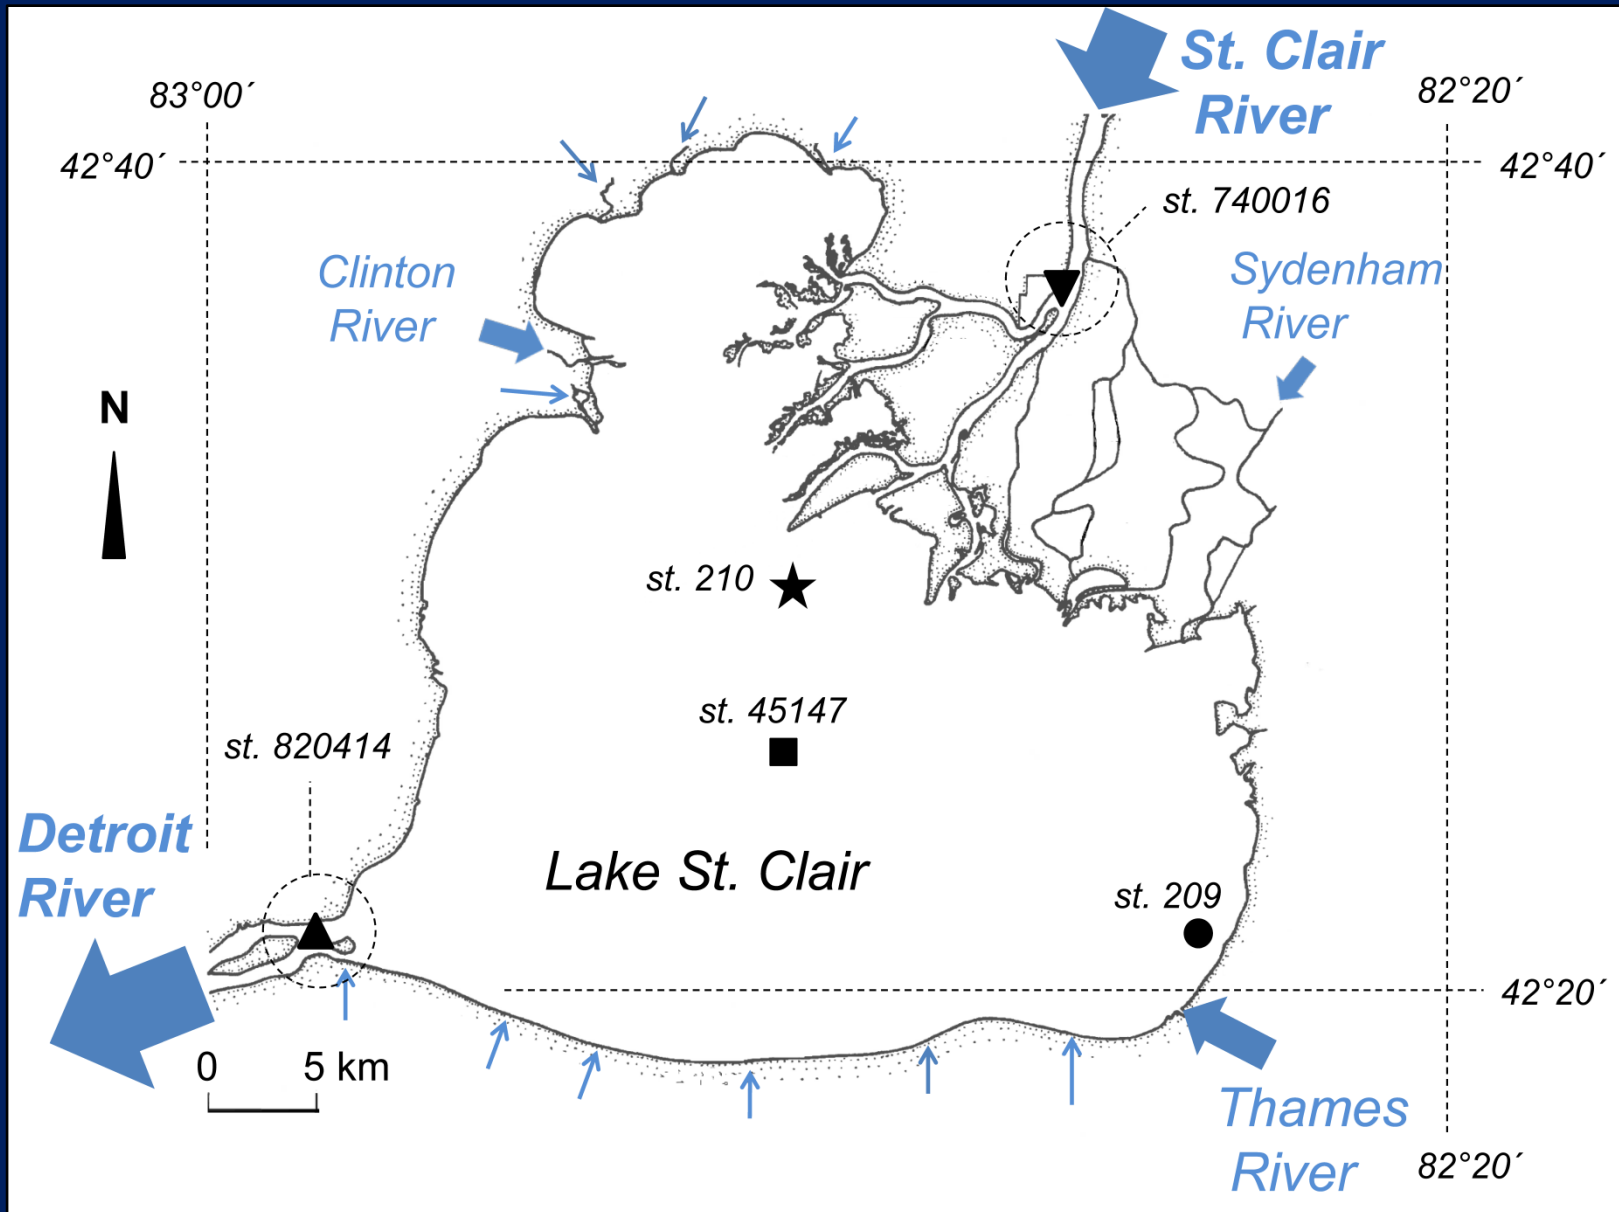 St. Clair
River
83°00´
82°20´
42°40´
42°40´
st. 740016
Clinton
River
Sydenham
River
N
st. 210
st. 45147
st. 820414
Detroit
River
Lake St. Clair
st. 209
42°20´
0 5 km
Thames
River
82°20´